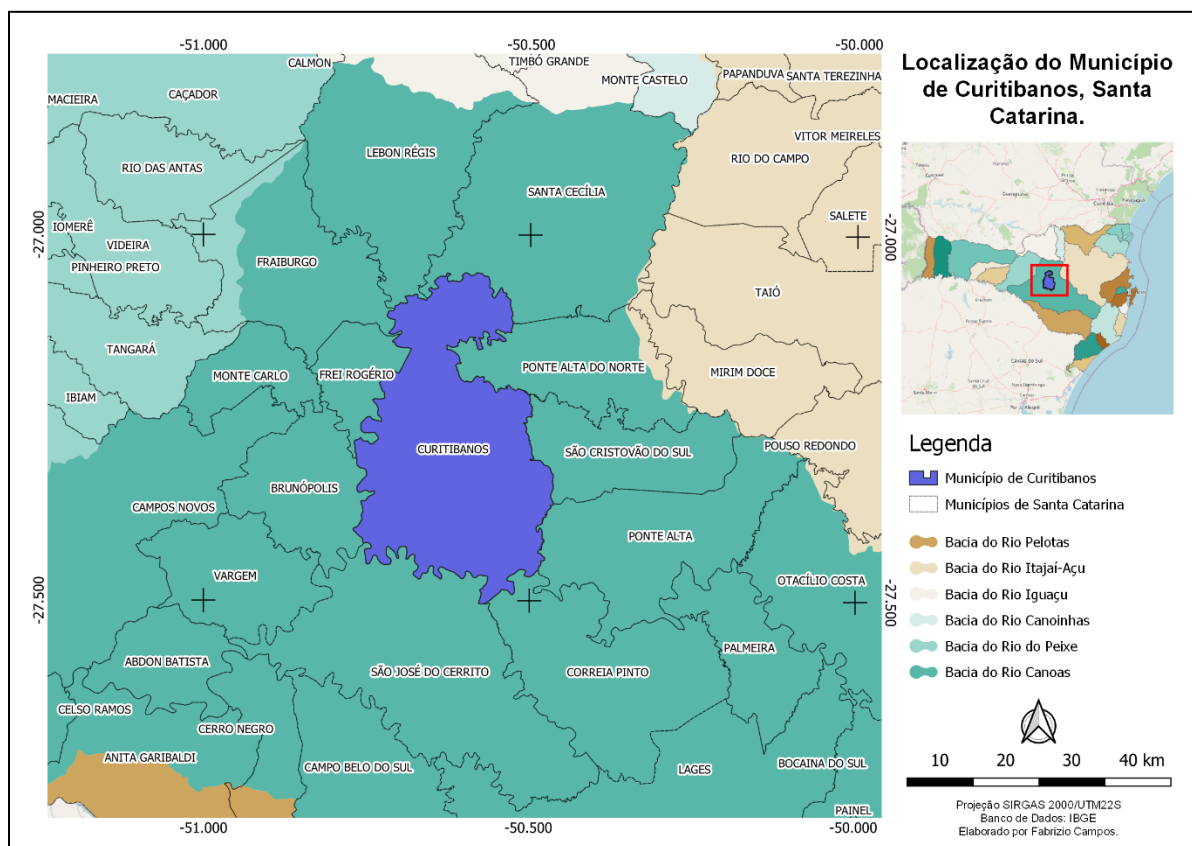 -51.000
-50.500
-50.000
CALMON
TIMBÓ GRANDE
MONTE CASTELO
PAPANDUVA
SANTA TEREZINHA
MACIEIRA
CAÇADOR
VITOR MEIRELES
LEBON RÉGIS
RIO DO CAMPO
RIO DAS ANTAS
SANTA CECÍLIA
SALETE
IOMERÊ
-27.000
-27.000
VIDEIRA
FRAIBURGO
PINHEIRO PRETO
TAIÓ
TANGARÁ
MONTE CARLO
FREI ROGÉRIO
PONTE ALTA DO NORTE
MIRIM DOCE
IBIAM
CURITIBANOS
SÃO CRISTOVÃO DO SUL
POUSO REDONDO
BRUNÓPOLIS
CAMPOS NOVOS
PONTE ALTA
VARGEM
OTACÍLIO COSTA
-27.500
-27.500
ABDON BATISTA
SÃO JOSÉ DO CERRITO
CORREIA PINTO
PALMEIRA
CELSO RAMOS
CERRO NEGRO
ANITA GARIBALDI
CAMPO BELO DO SUL
LAGES
BOCAINA DO SUL
PAINEL
-51.000
-50.500
-50.000
Localização do Município
de Curitibanos, Santa
Catarina.
Legenda
Município de Curitibanos
Municípios de Santa Catarina
Bacia do Rio Pelotas
Bacia do Rio Itajaí-Açu
Bacia do Rio Iguaçu
Bacia do Rio Canoinhas
Bacia do Rio do Peixe
Bacia do Rio Canoas
10 20 30 40 km
Projeção SIRGAS 2000/UTM22S
Banco de Dados: IBGE
Elaborado por Fabrizio Campos.